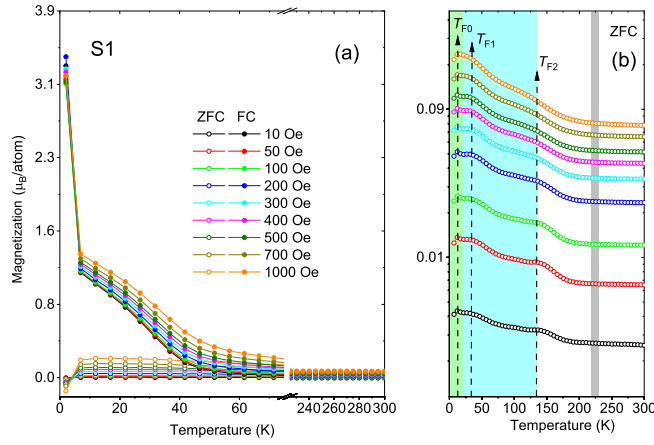 S1
(a)
ZFC FC
10 Oe
50 Oe
100 Oe
200 Oe
300 Oe
400 Oe
500 Oe
700 Oe
1000 Oe
Magnetization (μB/atom)
3.9
3.1
2.3
1.6
0.8
0.0
0 20 40 60 240 260 280 300
Temperature (K)
ZFC
(b)
TF0
TF1
TF2
0.09
0.01
0 50 100 150 200 250 300
Temperature (K)